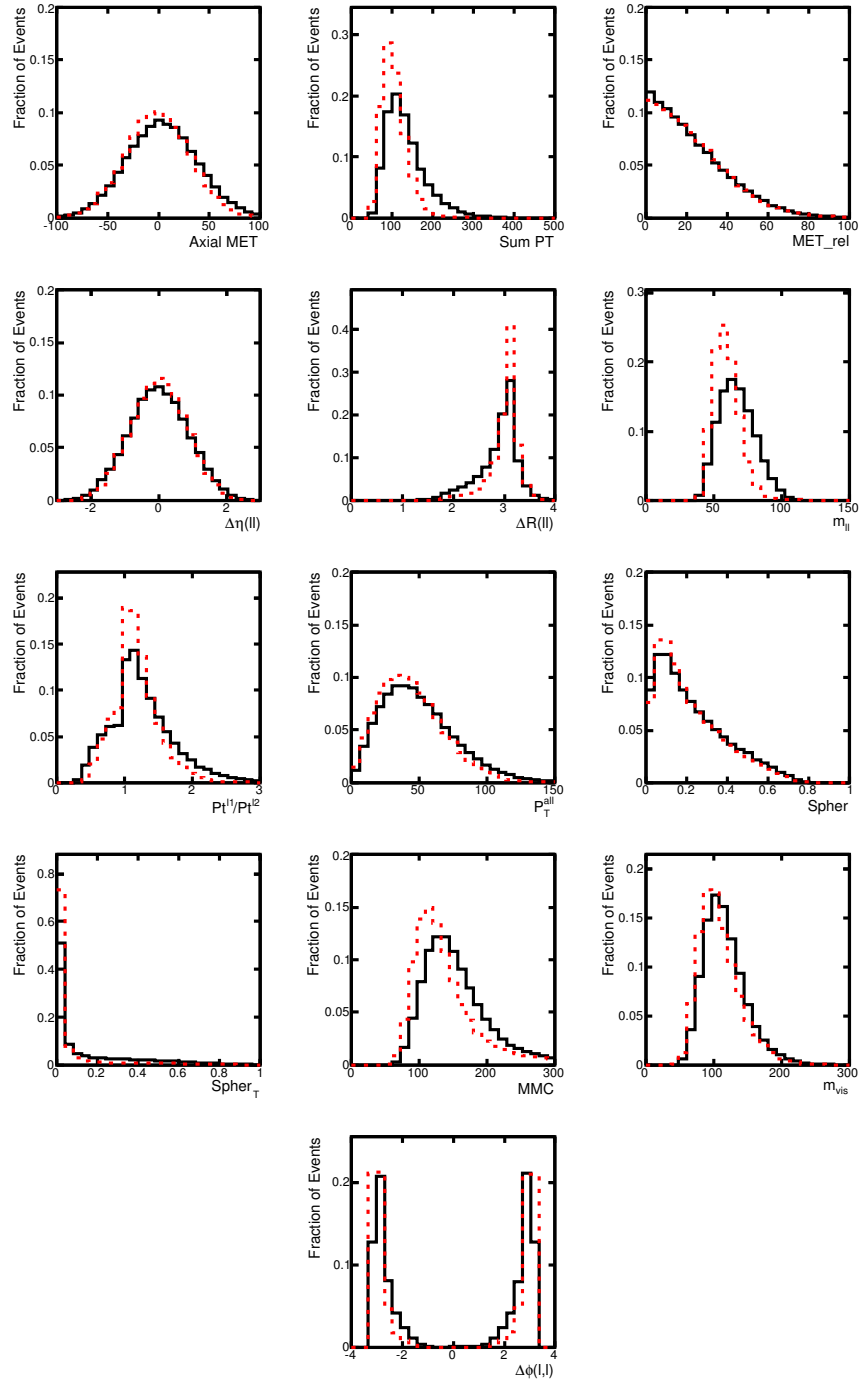 Fraction of Events
0.2
0.15
0.1
0.05
0
-100 -50 0 50 100
Axial MET
Fraction of Events
0.3
0.2
0.1
0
0 100 200 300 400 500
Sum PT
Fraction of Events
0.2
0.15
0.1
0.05
0
0 20 40 60 80 100
MET_rel
Fraction of Events
0.2
0.15
0.1
0.05
0
-2 0 2
Δη(ll)
Fraction of Events
0.4
0.3
0.2
0.1
0
0 1 2 3 4
ΔR(ll)
Fraction of Events
0.3
0.2
0.1
0
0 50 100 150
m_ll
Fraction of Events
0.2
0.15
0.1
0.05
0
0 1 2 3
Pt^l1/Pt^l2
Fraction of Events
0.2
0.15
0.1
0.05
0
0 50 100 150
P_T^all
Fraction of Events
0.2
0.15
0.1
0.05
0
0 0.2 0.4 0.6 0.8 1
Spher
Fraction of Events
0.8
0.6
0.4
0.2
0
0.2 0.4 0.6 0.8 1
Spher_T
Fraction of Events
0.2
0.15
0.1
0.05
0
0 100 200 300
MMC
Fraction of Events
0.2
0.15
0.1
0.05
0
0 100 200 300
m_vis
Fraction of Events
0.2
0.1
0
-4 -2 0 2 4
Δϕ(l,l)